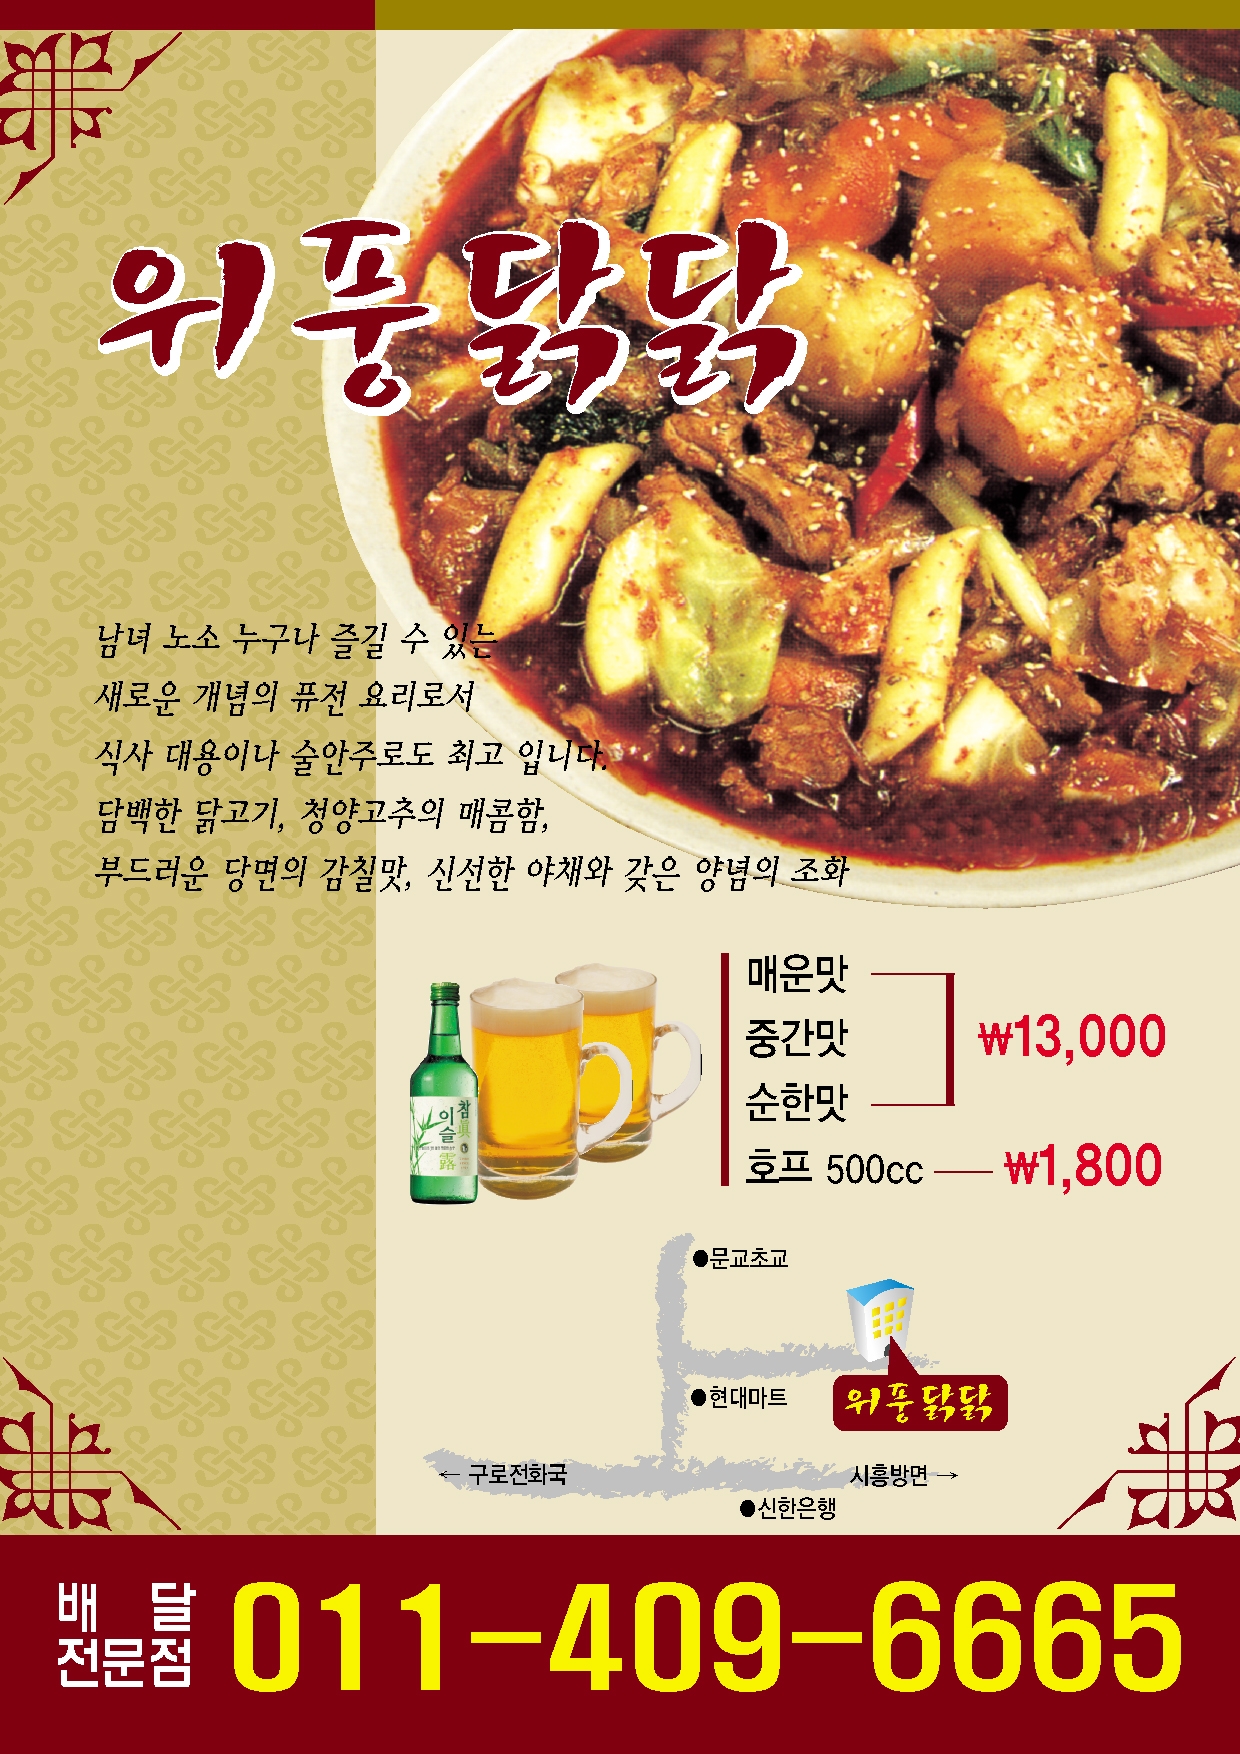 위풍닭닭
남녀 노소 누구나 즐길 수 있는
새로운 개념의 퓨전 요리로서
식사 대용이나 술안주로도 최고 입니다.
담백한 닭고기, 청양고추의 매콤함,
부드러운 당면의 감칠맛, 신선한 야채와 갖은 양념의 조화
매운맛
중간맛
₩13,000
순한맛
호프 500cc ₩1,800
참眞
이슬
露
●문교초교
●현대마트
위풍닭닭
← 구로전화국
시흥방면 →
●신한은행
배 달
전문점
011-409-6665